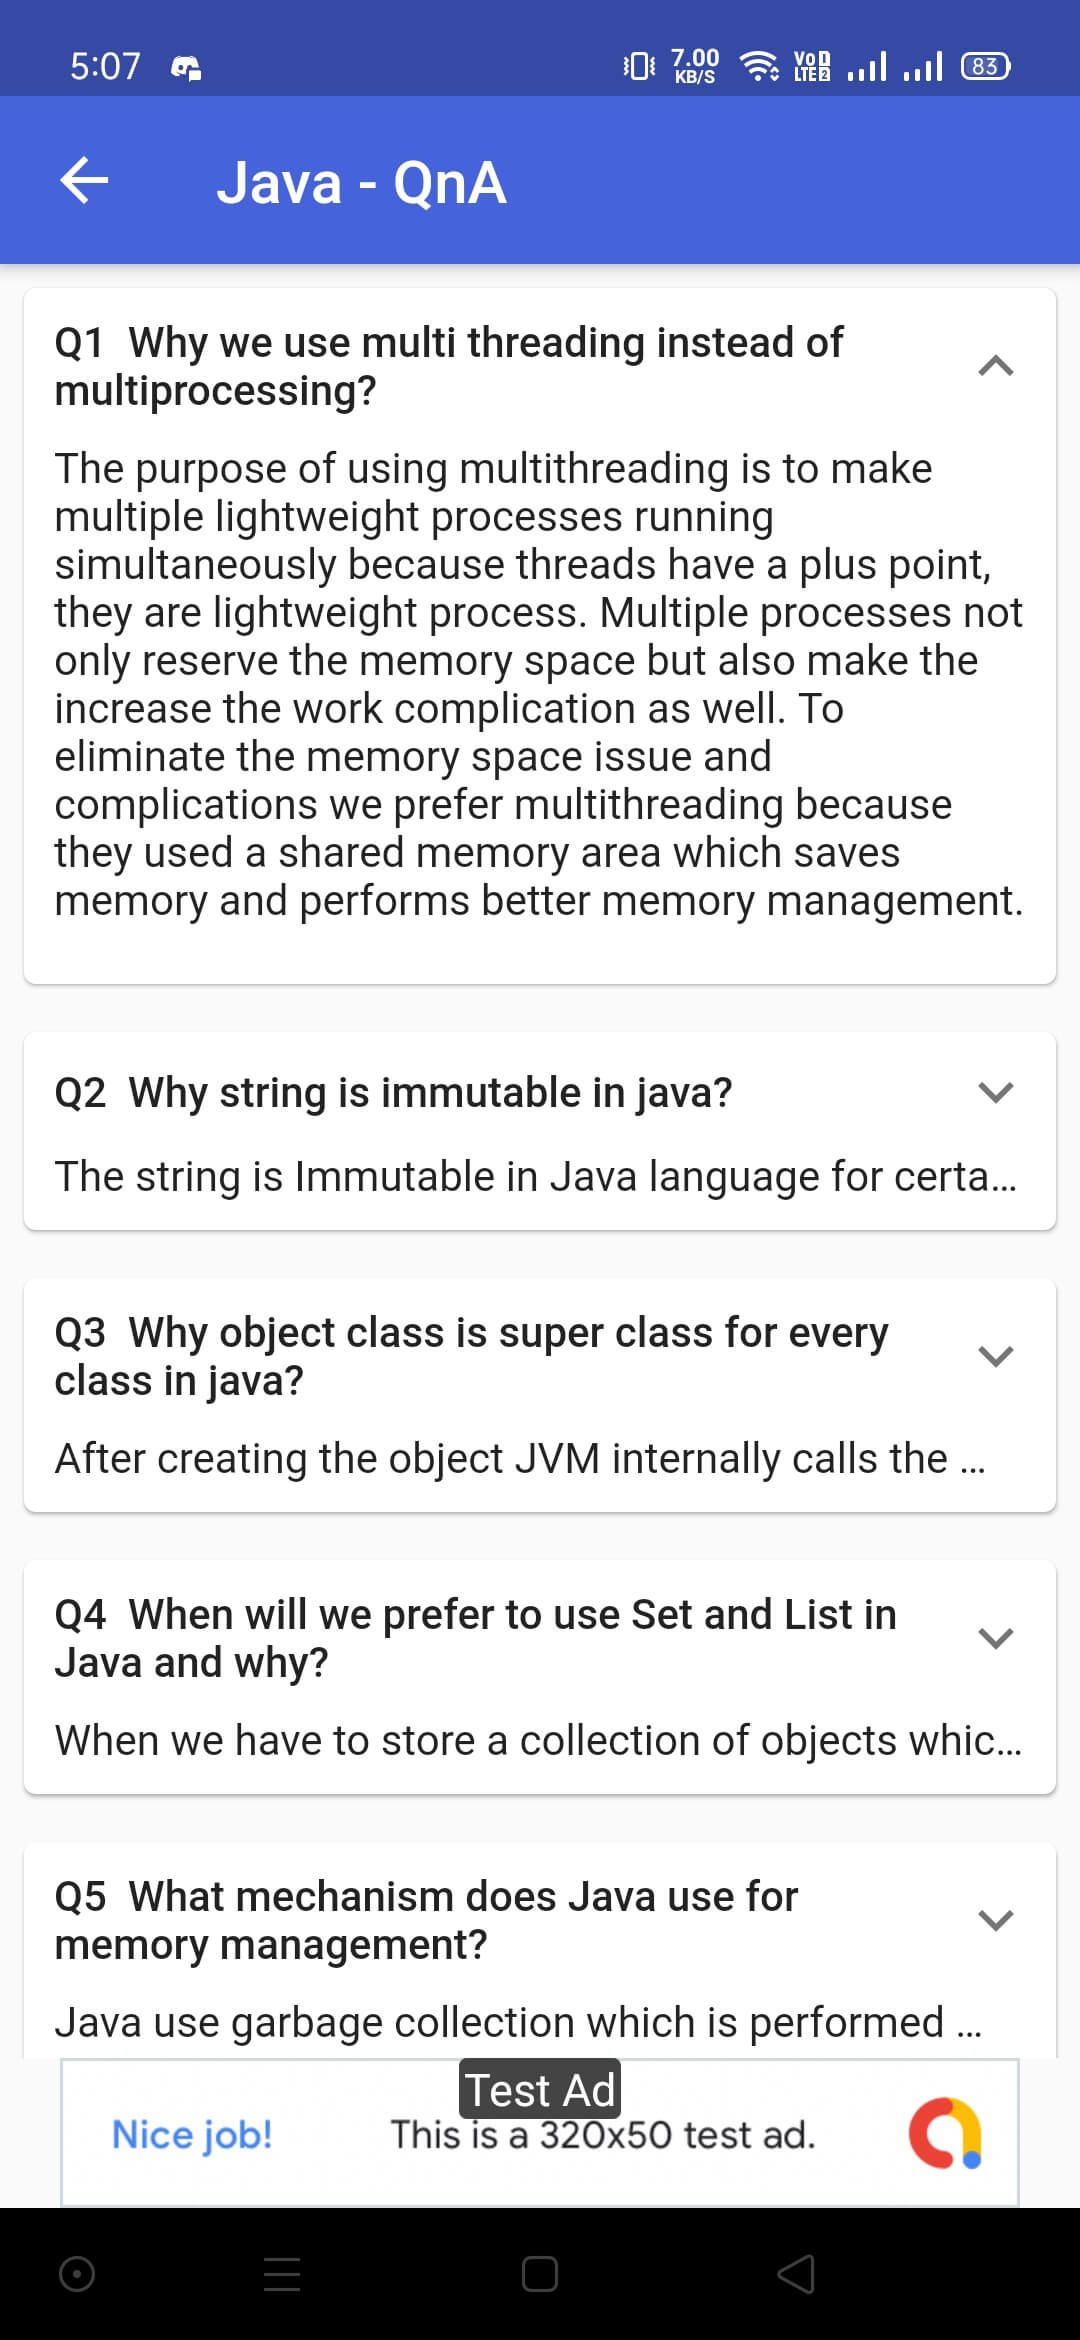 5:07
7.00
KB/S
VoD
LTE 2
83
Java - QnA
Q1 Why we use multi threading instead of
multiprocessing?
The purpose of using multithreading is to make
multiple lightweight processes running
simultaneously because threads have a plus point,
they are lightweight process. Multiple processes not
only reserve the memory space but also make the
increase the work complication as well. To
eliminate the memory space issue and
complications we prefer multithreading because
they used a shared memory area which saves
memory and performs better memory management.
Q2 Why string is immutable in java?
The string is Immutable in Java language for certa...
Q3 Why object class is super class for every
class in java?
After creating the object JVM internally calls the ...
Q4 When will we prefer to use Set and List in
Java and why?
When we have to store a collection of objects whic...
Q5 What mechanism does Java use for
memory management?
Java use garbage collection which is performed ...
Test Ad
Nice job!
This is a 320x50 test ad.